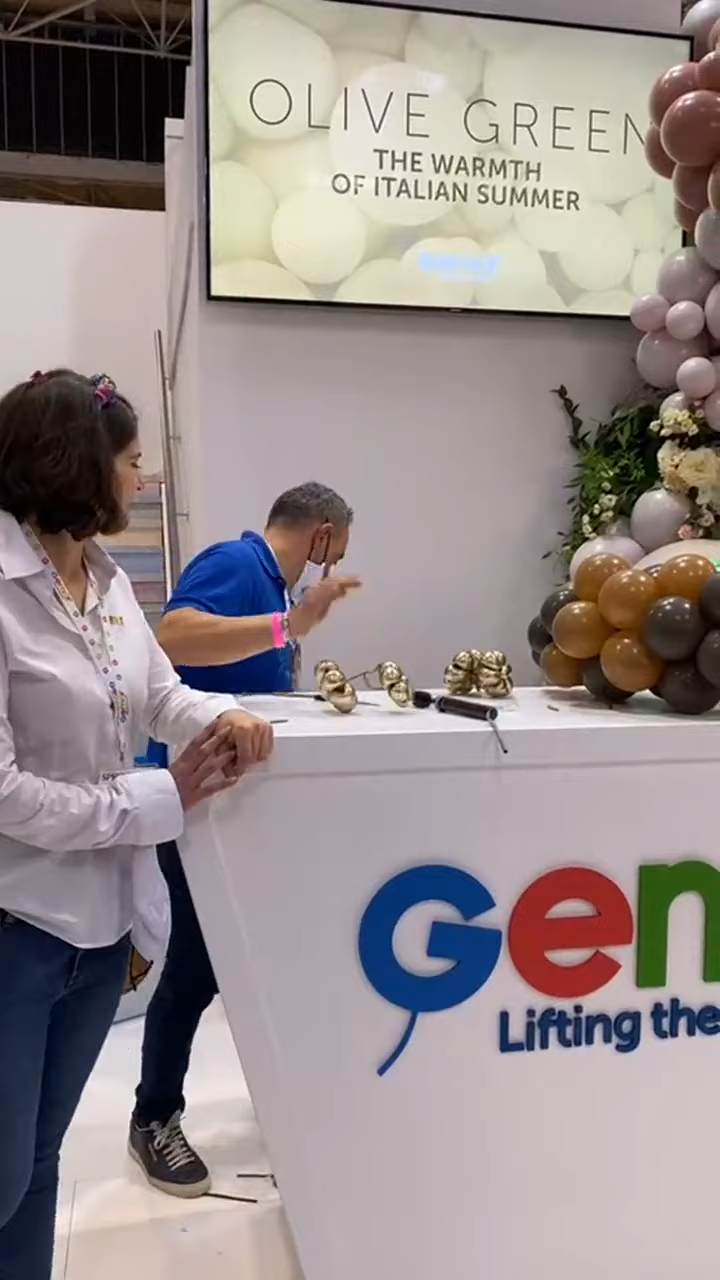 OLIVE GREEN
THE WARMTH
OF ITALIAN SUMMER
Gen
Lifting the